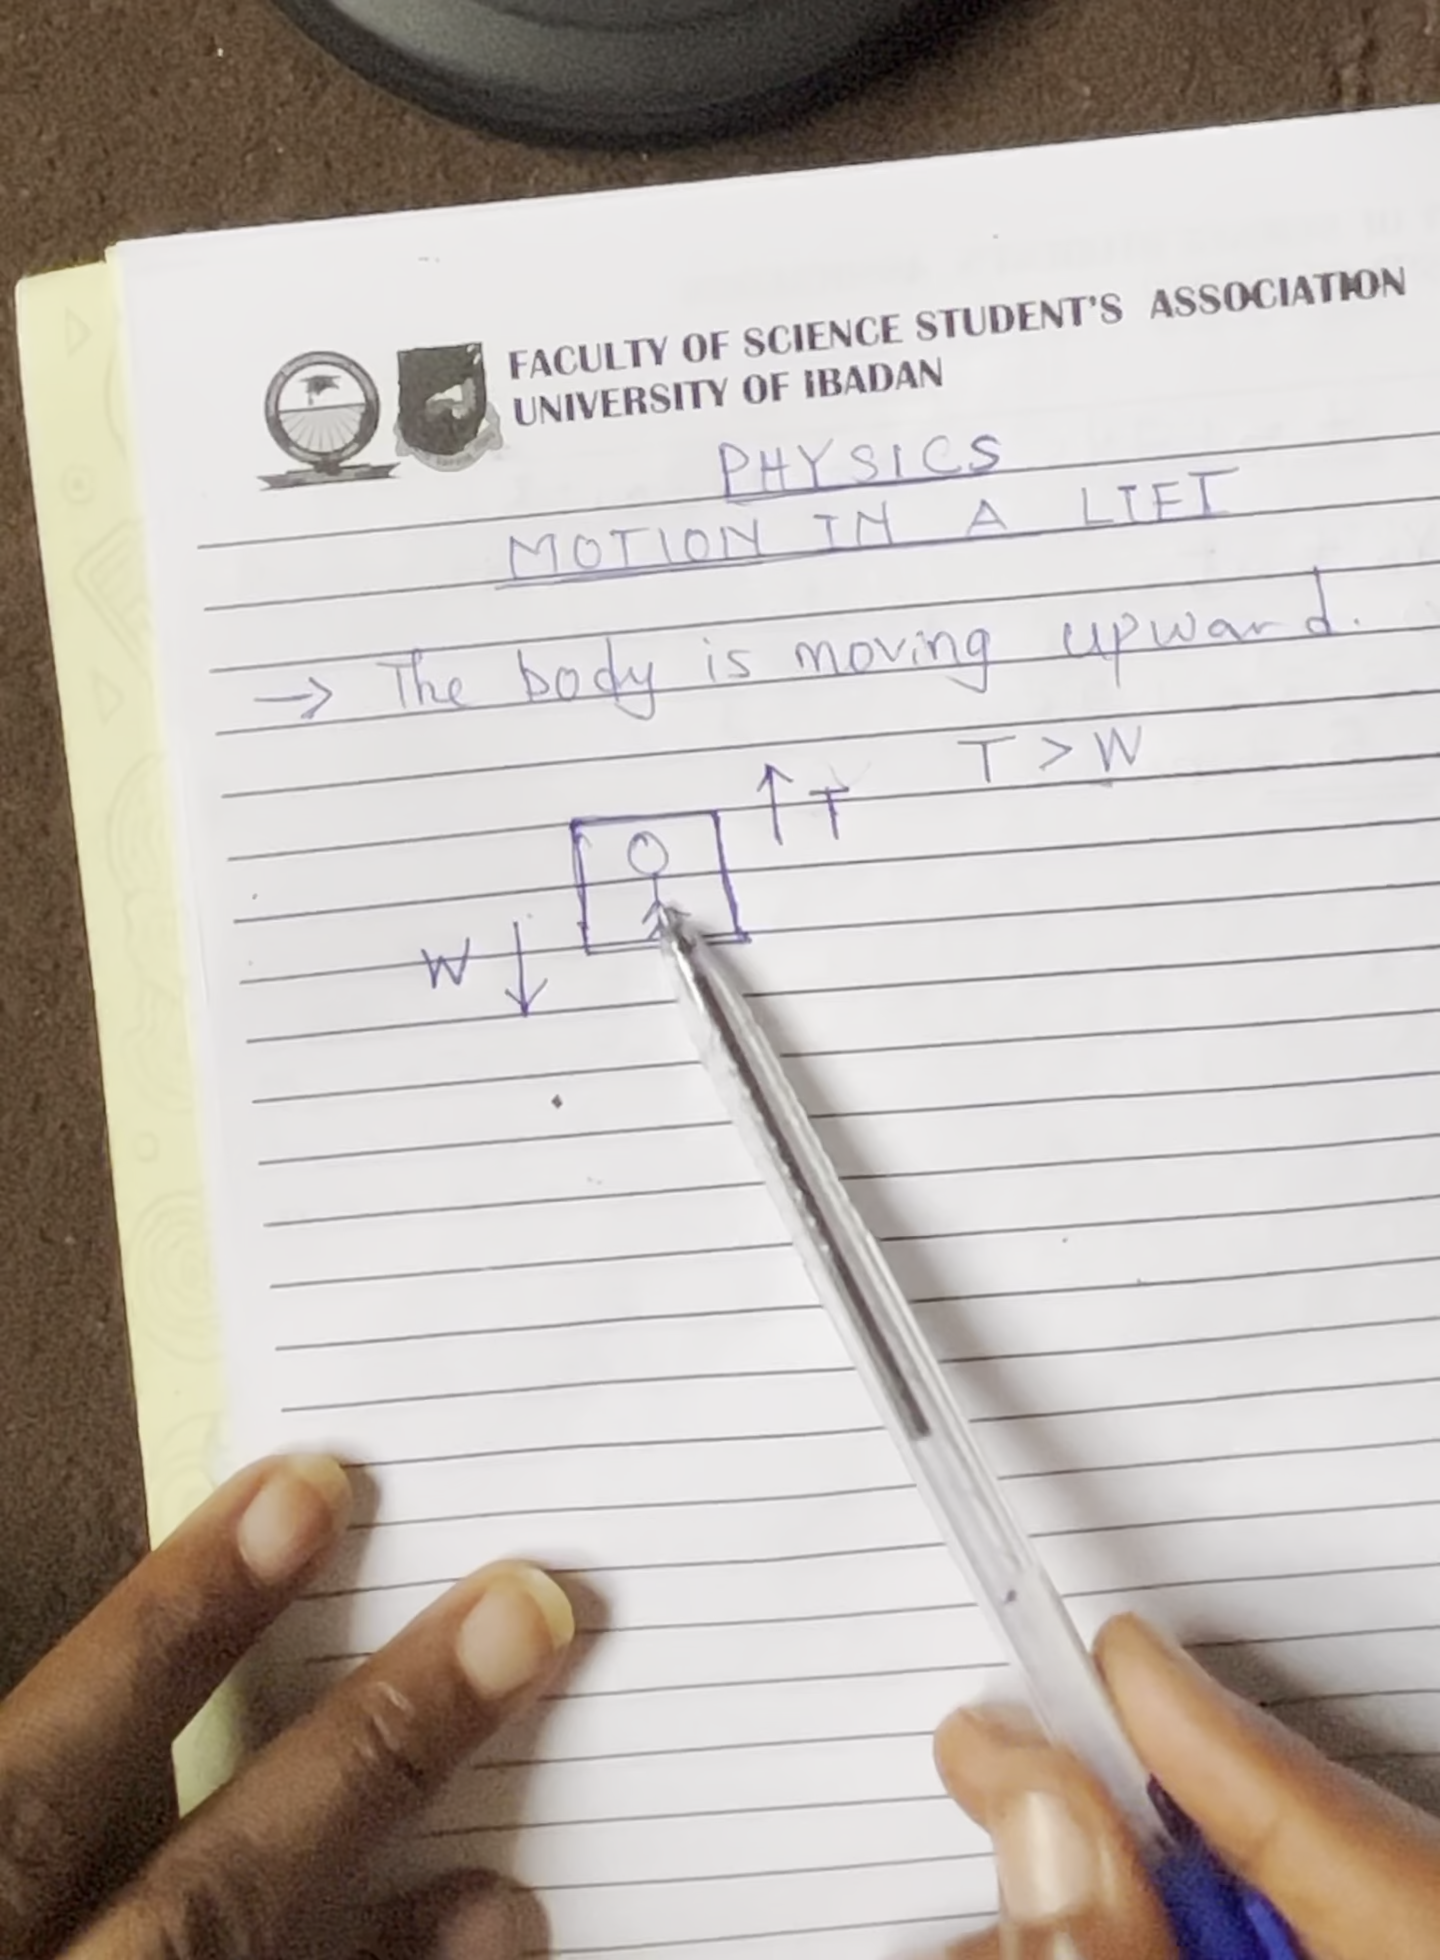 FACULTY OF SCIENCE STUDENT'S ASSOCIATION
UNIVERSITY OF IBADAN
PHYSICS
MOTION IN A LIFT
→ The body is moving upward.
T > W
↑ T
W ↓